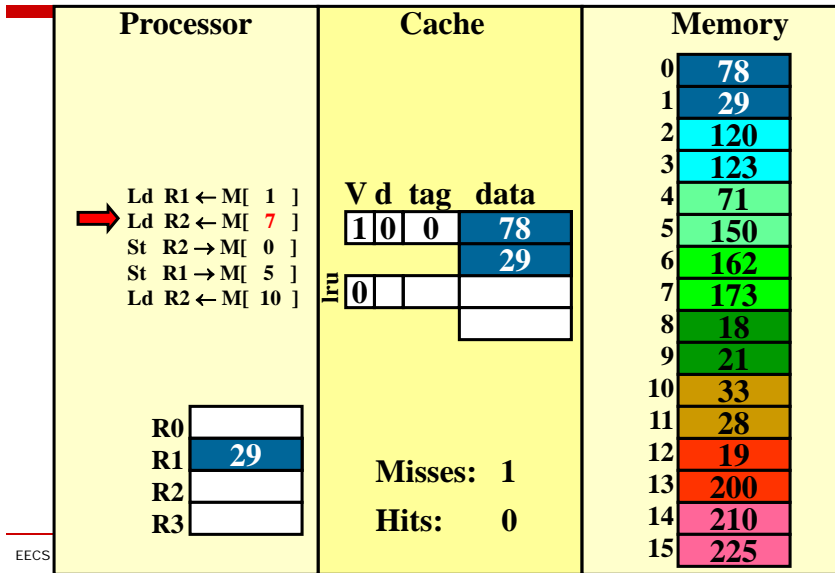 Processor
Ld R1 ← M[ 1 ]
Ld R2 ← M[ 7 ]
St R2 → M[ 0 ]
St R1 → M[ 5 ]
Ld R2 ← M[ 10 ]
R0
R1 29
R2
R3
Cache
V d tag data
1 0 0 78
29
lru 0
Misses: 1
Hits: 0
Memory
0 78
1 29
2 120
3 123
4 71
5 150
6 162
7 173
8 18
9 21
10 33
11 28
12 19
13 200
14 210
15 225
EECS